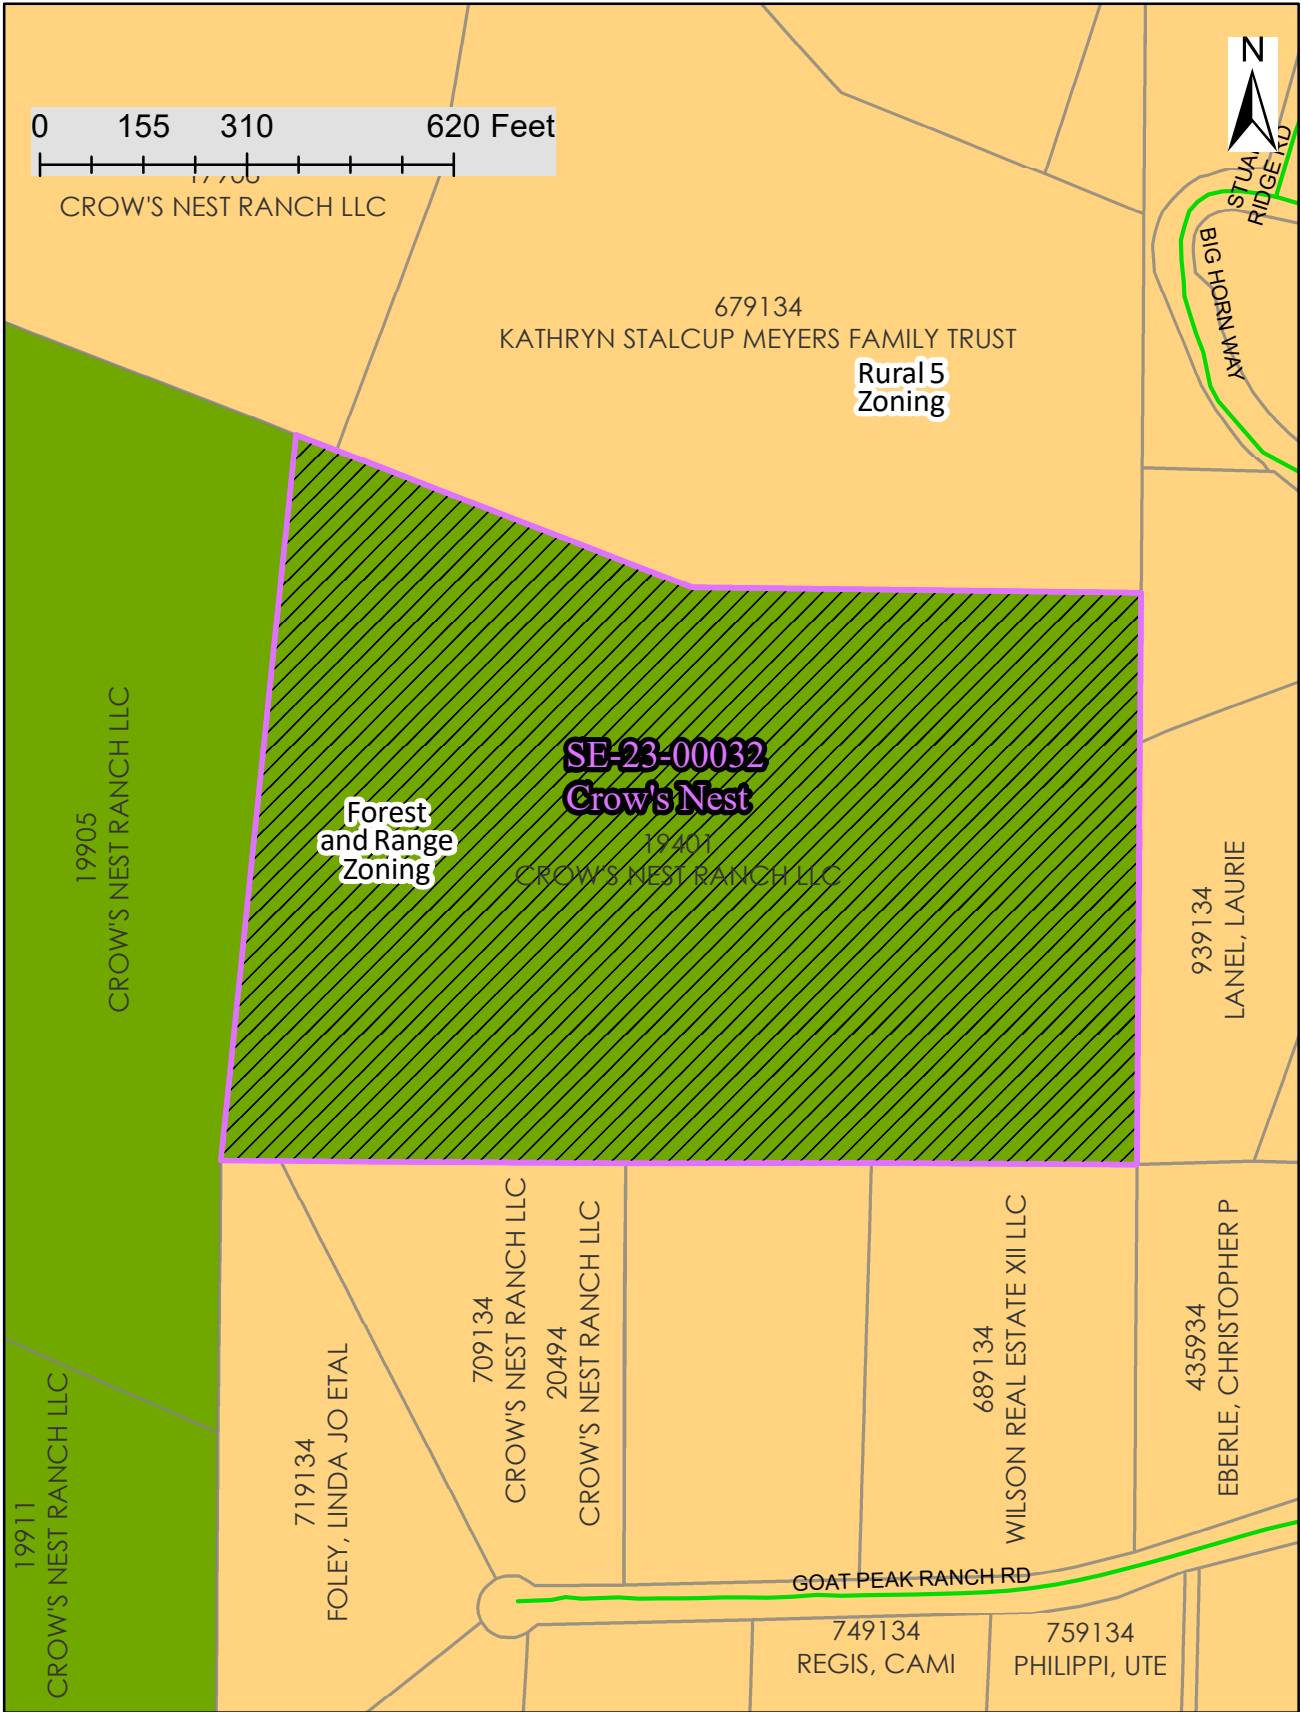 N
0 155 310 620 Feet
CROW'S NEST RANCH LLC
RIDGE RD
BIG HORN WAY
679134
KATHRYN STALCUP MEYERS FAMILY TRUST
Rural 5
Zoning
19905
CROW'S NEST RANCH LLC
SE-23-00032
Crow's Nest
Forest
and Range
Zoning
19401
CROW'S NEST RANCH LLC
939134
LANEL, LAURIE
19911
CROW'S NEST RANCH LLC
719134
FOLEY, LINDA JO ETAL
709134
CROW'S NEST RANCH LLC
20494
CROW'S NEST RANCH LLC
689134
WILSON REAL ESTATE XII LLC
435934
EBERLE, CHRISTOPHER P
GOAT PEAK RANCH RD
749134
REGIS, CAMI
759134
PHILIPPI, UTE